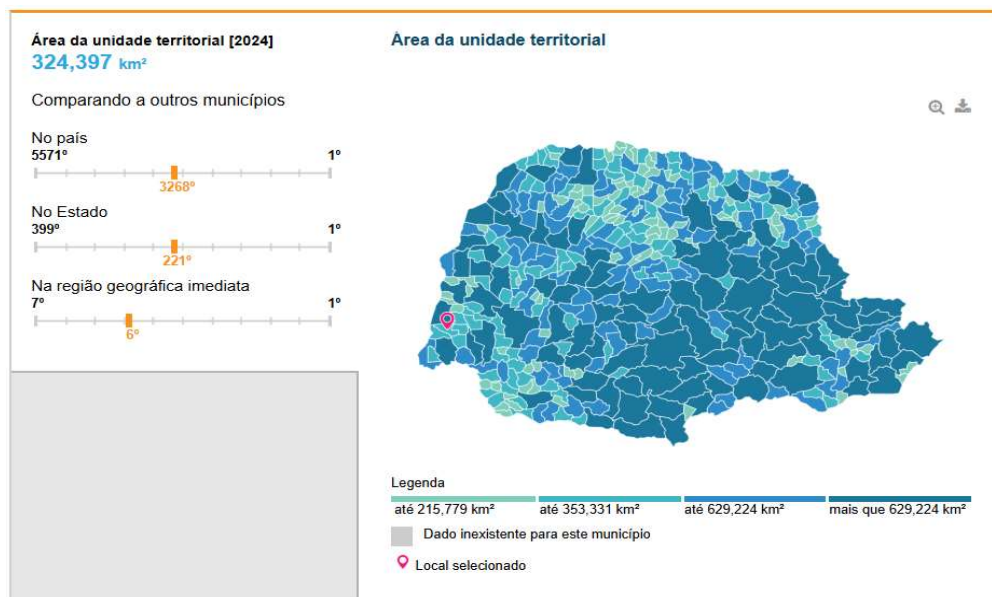 Área da unidade territorial [2024]
324,397 km²
Comparando a outros municípios
No país
5571º 1º
3268º
No Estado
399º 1º
221º
Na região geográfica imediata
7º 1º
6º
Área da unidade territorial
Legenda
até 215,779 km² até 353,331 km² até 629,224 km² mais que 629,224 km²
Dado inexistente para este município
Local selecionado